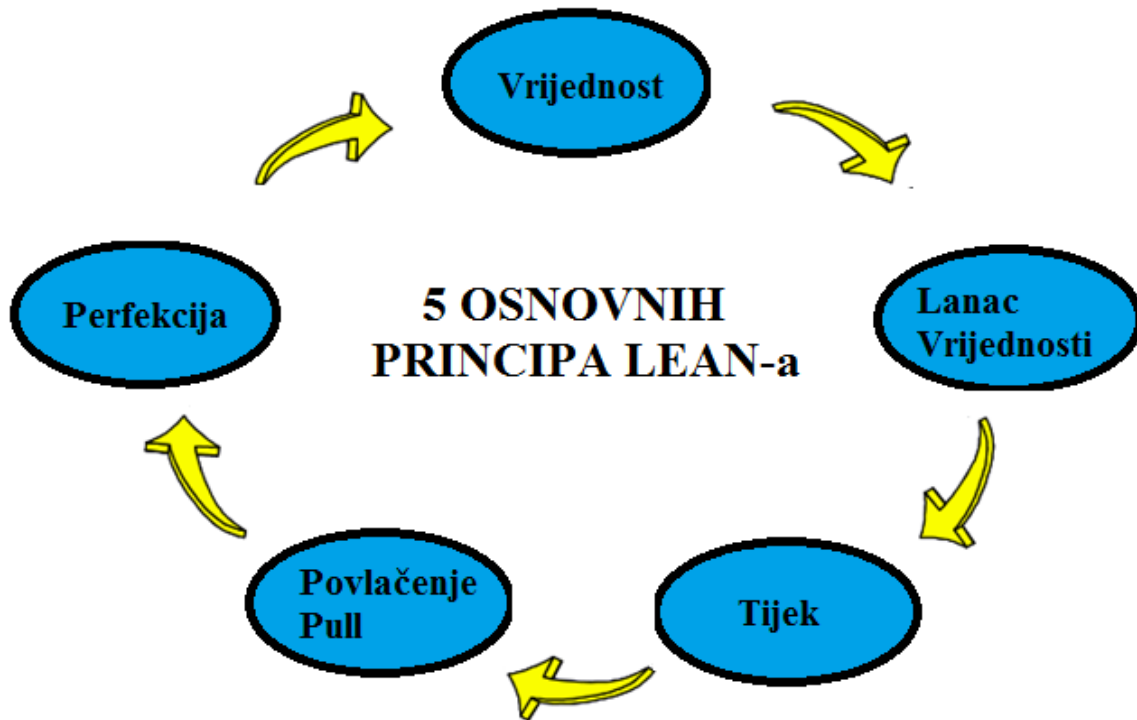 Vrijednost
Lanac
Vrijednosti
Tijek
Povlačenje
Pull
Perfekcija
5 OSNOVNIH
PRINCIPA LEAN-a